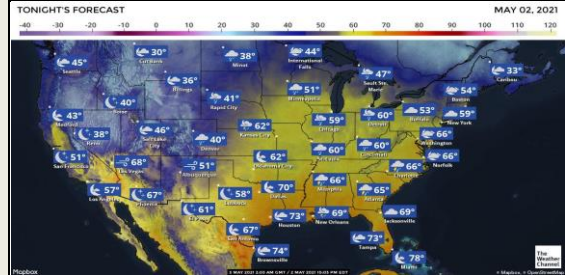 TONIGHT'S FORECAST MAY 02, 2021
-40 -30 -20 -10 0 10 20 30 40 50 60 70 80 90 100 110 120
45° Seattle
30° Cut Bank
38° Minot
44° International Falls
33° Caribou
36° Billings
47° Sault Ste. Marie
54° Boston
41° Rapid City
51° Minneapolis
40° Boise
43° Medford
59° Chicago
60° Detroit
53° Buffalo
59° New York
38° Reno
46° Salt Lake City
40° Denver
62° Kansas City
66° Washington
51° San Francisco
68° Las Vegas
51° Albuquerque
62° Oklahoma City
60° St. Louis
60° Cincinnati
66° Norfolk
66° Charlotte
57° Los Angeles
67° Phoenix
58°
70° Dallas
66° Memphis
65° Atlanta
61° El Paso
73° Houston
69° New Orleans
69° Jacksonville
67° San Antonio
74° Brownsville
73° Tampa
78° Miami
The
Weather
Channel
Mapbox
© Mapbox, © OpenStreetMap